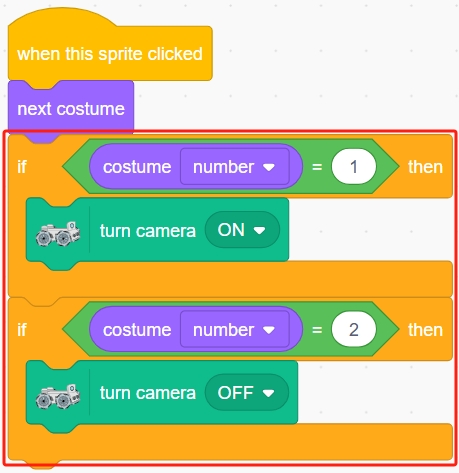 when this sprite clicked
next costume
if costume number = 1 then
turn camera ON
if costume number = 2 then
turn camera OFF